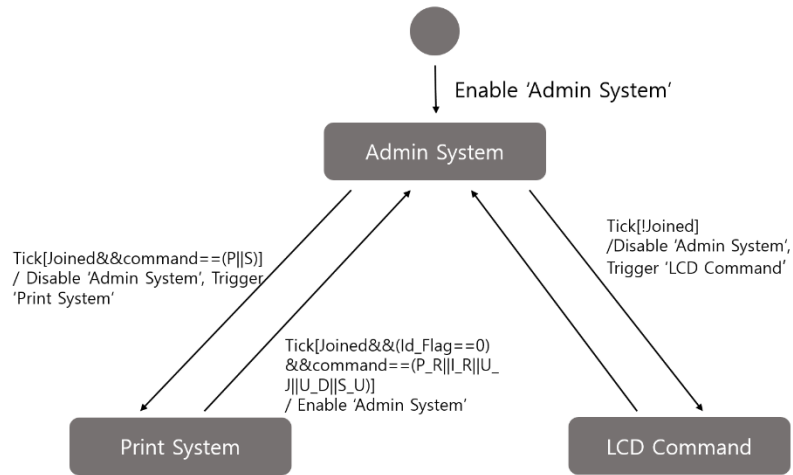 Enable 'Admin System'
Admin System
Tick[Joined&&command==(P||S)]
/ Disable 'Admin System', Trigger
'Print System'
Tick[!Joined]
/Disable 'Admin System',
Trigger 'LCD Command'
Tick[Joined&&(Id_Flag==0)
&&command==(P_R||I_R||U_
J||U_D||S_U)]
/ Enable 'Admin System'
Print System
LCD Command